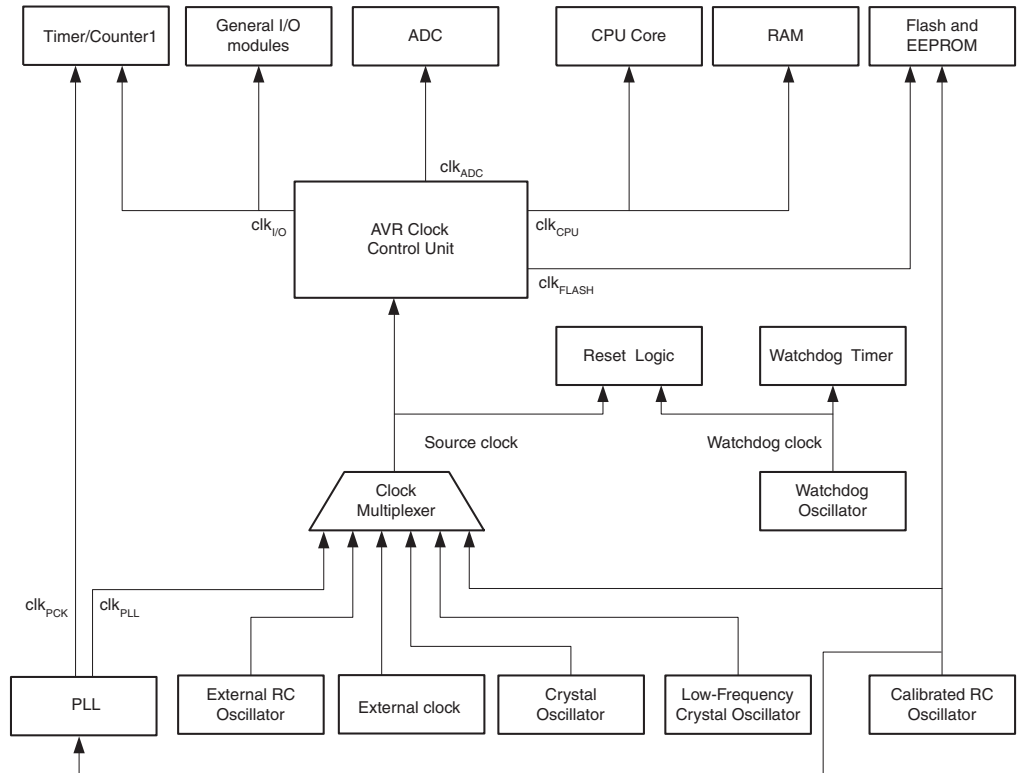 Timer/Counter1
General I/O
modules
ADC
CPU Core
RAM
Flash and
EEPROM
clkADC
clkI/O
AVR Clock
Control Unit
clkCPU
clkFLASH
Reset Logic
Watchdog Timer
Source clock
Watchdog clock
Clock
Multiplexer
Watchdog
Oscillator
clkPCK
clkPLL
PLL
External RC
Oscillator
External clock
Crystal
Oscillator
Low-Frequency
Crystal Oscillator
Calibrated RC
Oscillator